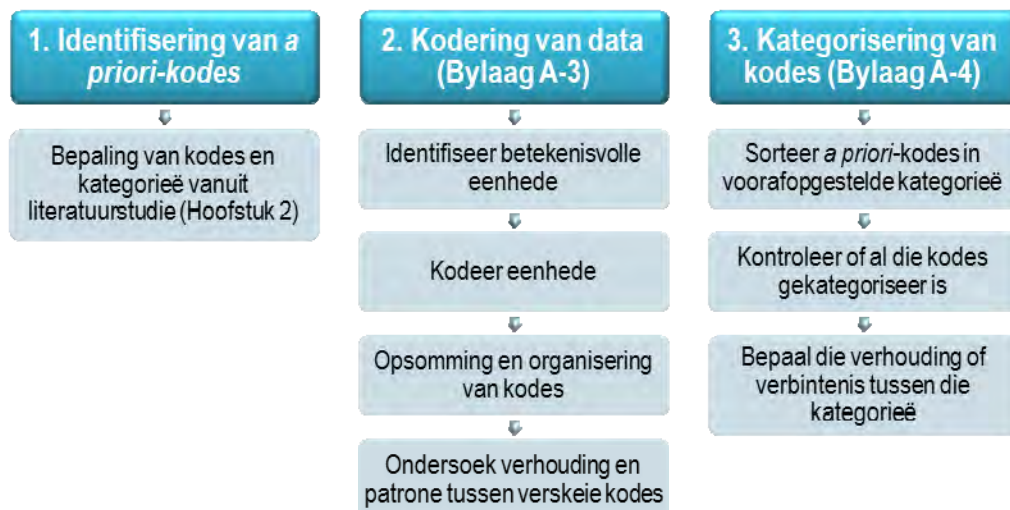 1. Identifisering van a
priori-kodes
Bepaling van kodes en
kategorieë vanuit
literatuurstudie (Hoofstuk 2)
2. Kodering van data
(Bylaag A-3)
Identifiseer betekenisvolle
eenhede
Kodeer eenhede
Opsomming en organisering
van kodes
Ondersoek verhouding en
patrone tussen verskeie kodes
3. Kategorisering van
kodes (Bylaag A-4)
Sorteer a priori-kodes in
voorafopgestelde kategorieë
Kontroleer of al die kodes
gekategoriseer is
Bepaal die verhouding of
verbintenis tussen die
kategorieë